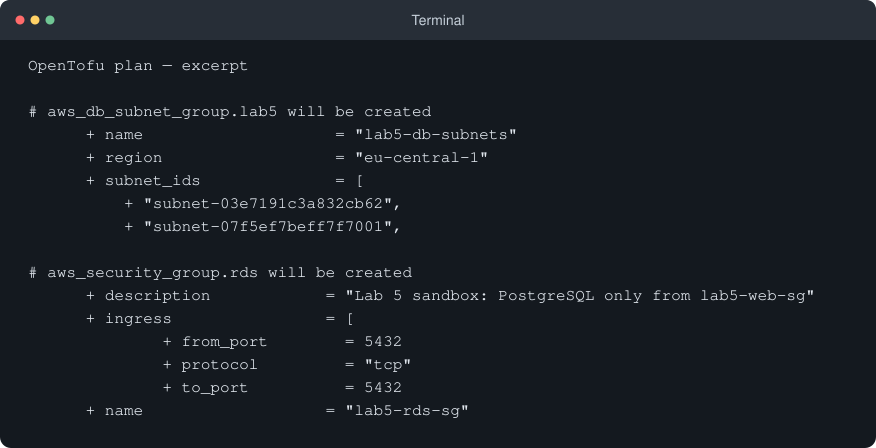 Terminal
OpenTofu plan — excerpt
# aws_db_subnet_group.lab5 will be created
+ name = "lab5-db-subnets"
+ region = "eu-central-1"
+ subnet_ids = [
+ "subnet-03e7191c3a832cb62",
+ "subnet-07f5ef7beff7f7001",
# aws_security_group.rds will be created
+ description = "Lab 5 sandbox: PostgreSQL only from lab5-web-sg"
+ ingress = [
+ from_port = 5432
+ protocol = "tcp"
+ to_port = 5432
+ name = "lab5-rds-sg"